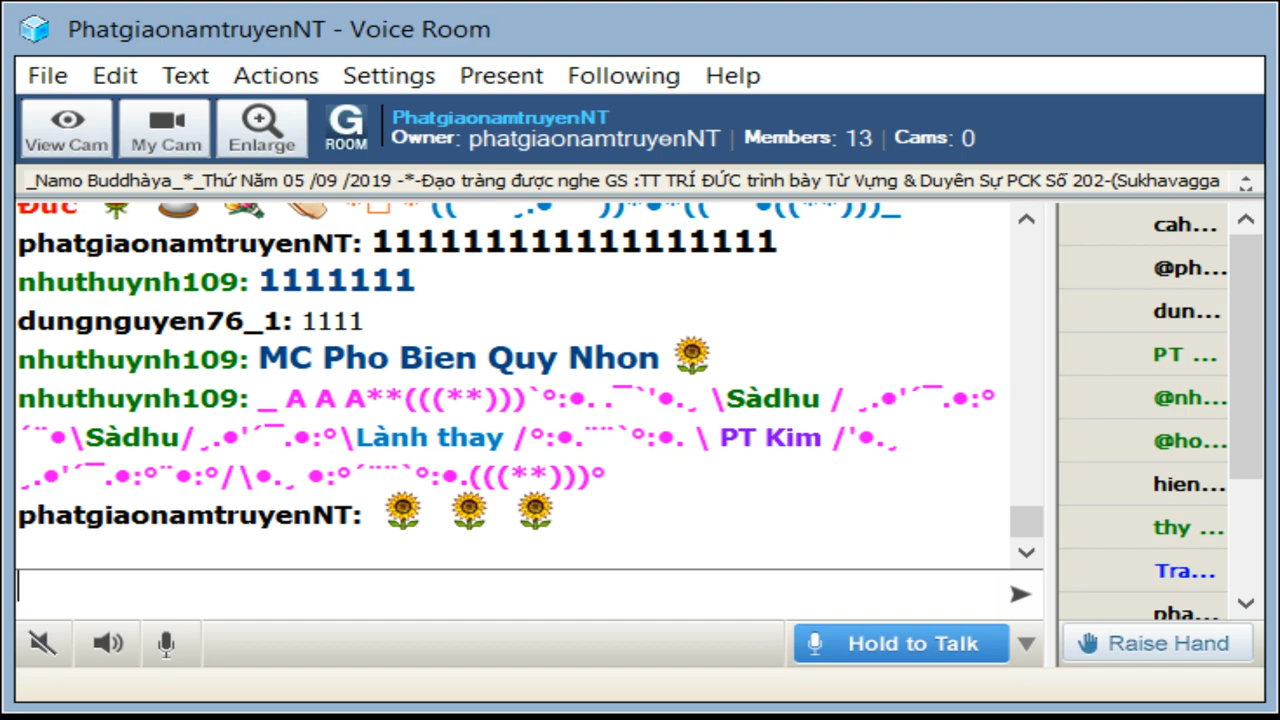 PhatgiaonamtruyenNT - Voice Room
File Edit Text Actions Settings Present Following Help
View Cam My Cam Enlarge G ROOM
PhatgiaonamtruyenNT
Owner: phatgiaonamtruyenNT | Members: 13 | Cams: 0
_Namo Buddhàya_*_Thứ Năm 05 /09 /2019 -*-Đạo tràng được nghe GS :TT TRÍ ĐỨC trình bày Từ Vựng & Duyên Sự PCK Số 202-(Sukhavagga
Đức
phatgiaonamtruyenNT: 11111111111111111
nhuthuynh109: 1111111
dungnguyen76_1: 1111
nhuthuynh109: MC Pho Bien Quy Nhon
nhuthuynh109: _ A A A**(((**)))`°:•. .¯`'•.¸ \Sàdhu / ¸.•'´¯.•:°
´¨•\Sàdhu/¸.•'´¯.•:°\Lành thay /°:•.¨¨`°:•. \ PT Kim /'•.¸
¸.•'´¯.•:°¨•:°/\•.¸ •:°´¨¨`°:•.(((**)))°
phatgiaonamtruyenNT:
cah...
@ph...
dun...
PT ...
@nh...
@ho...
hien...
thy ...
Tra...
pha...
Hold to Talk
Raise Hand